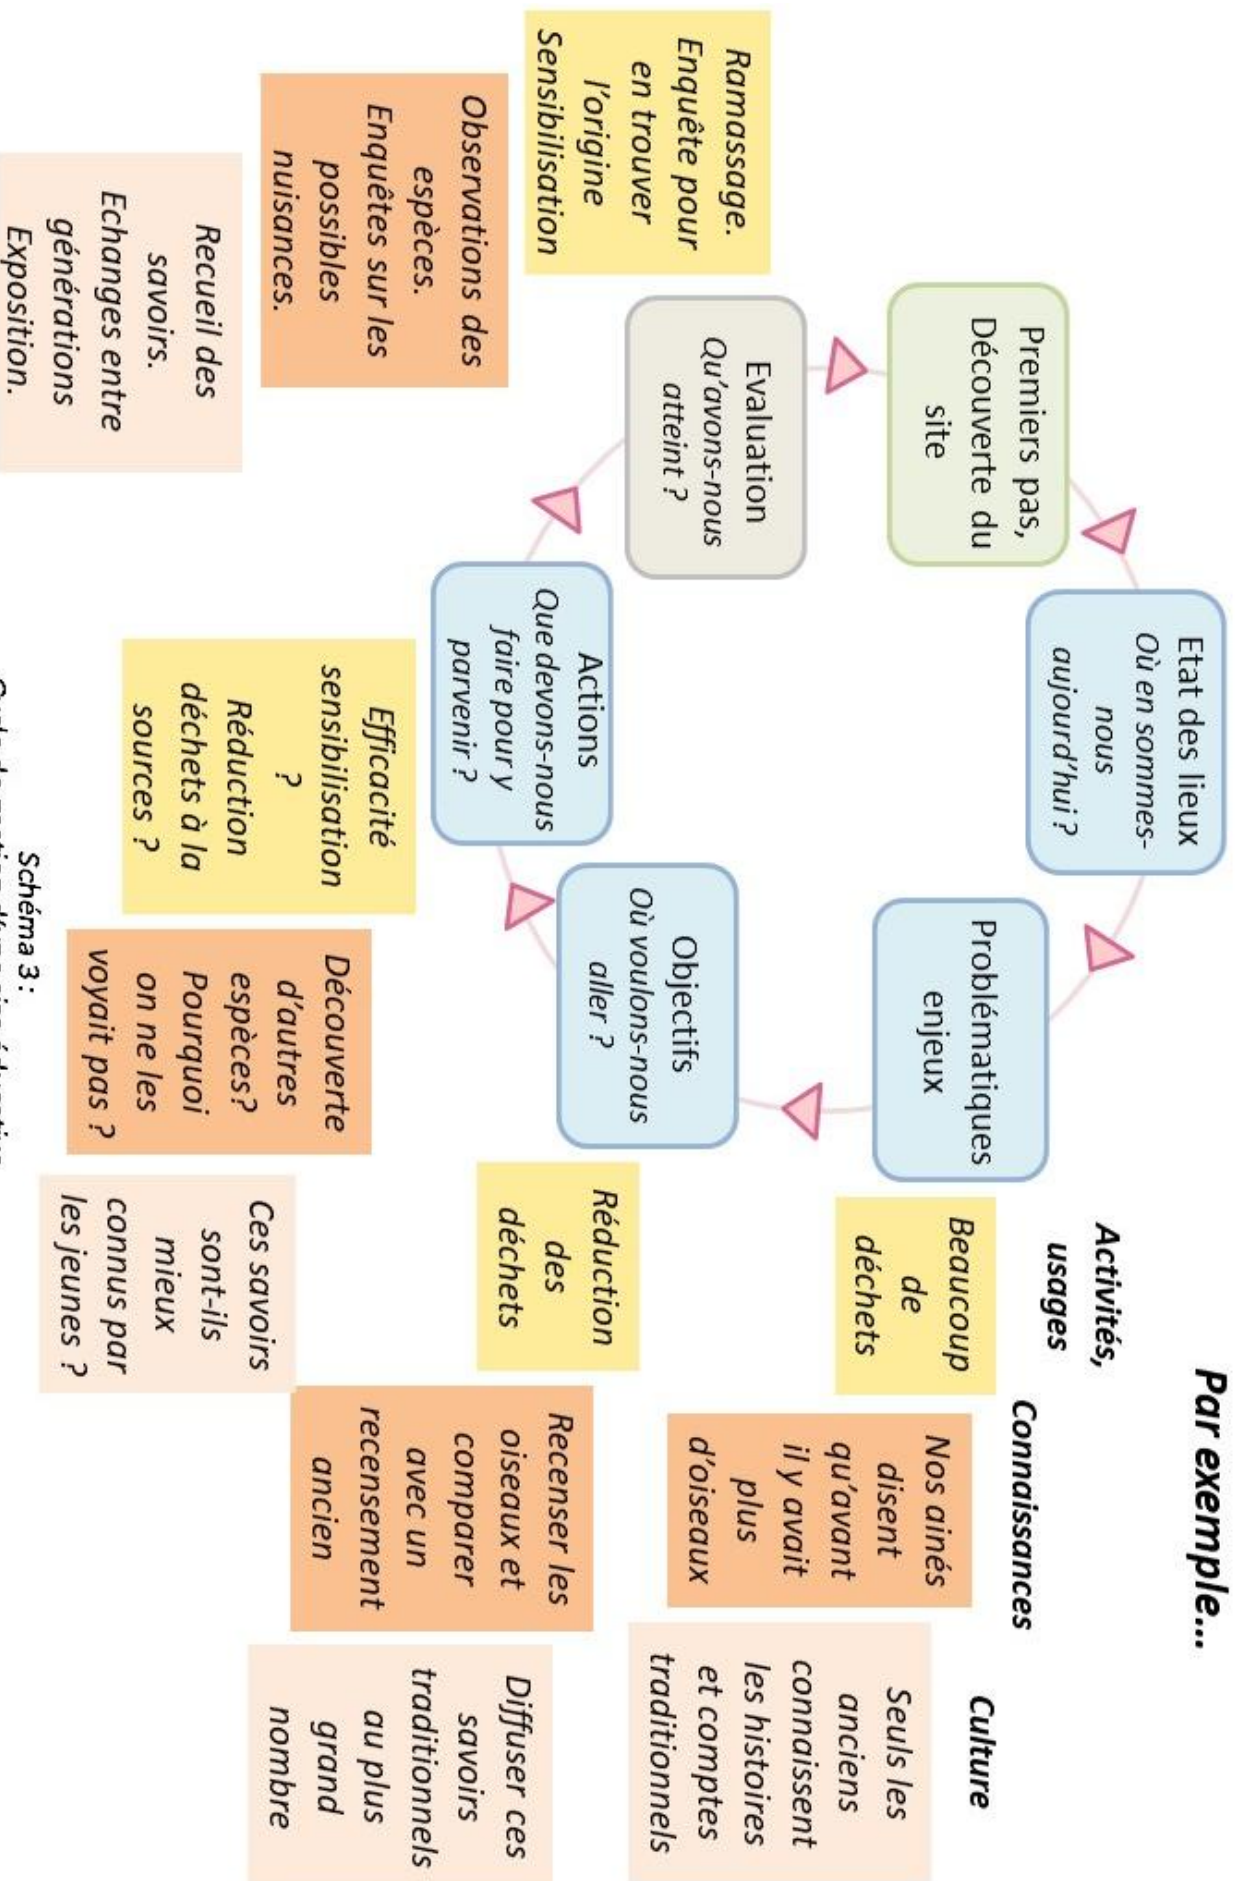 Par exemple...
Activités,
usages
Connaissances
Culture
Premiers pas,
Découverte du
site
Etat des lieux
Où en sommes-
nous
aujourd'hui ?
Problématiques
enjeux
Beaucoup
de
déchets
Nos ainés
disent
qu'avant
il y avait
plus
d'oiseaux
Seuls les
anciens
connaissent
les histoires
et comptes
traditionnels
Objectifs
Où voulons-nous
aller ?
Réduction
des
déchets
Recenser les
oiseaux et
comparer
avec un
recensement
ancien
Diffuser ces
savoirs
traditionnels
au plus
grand
nombre
Actions
Que devons-nous
faire pour y
parvenir ?
Evaluation
Qu'avons-nous
atteint ?
Ramassage.
Enquête pour
en trouver
l'origine
Sensibilisation
Observations des
espèces.
Enquêtes sur les
possibles
nuisances.
Recueil des
savoirs.
Echanges entre
générations
Exposition.
Efficacité
sensibilisation
?
Réduction
déchets à la
sources ?
Découverte
d'autres
espèces?
Pourquoi
on ne les
voyait pas ?
Ces savoirs
sont-ils
mieux
connus par
les jeunes ?
Schéma 3 :